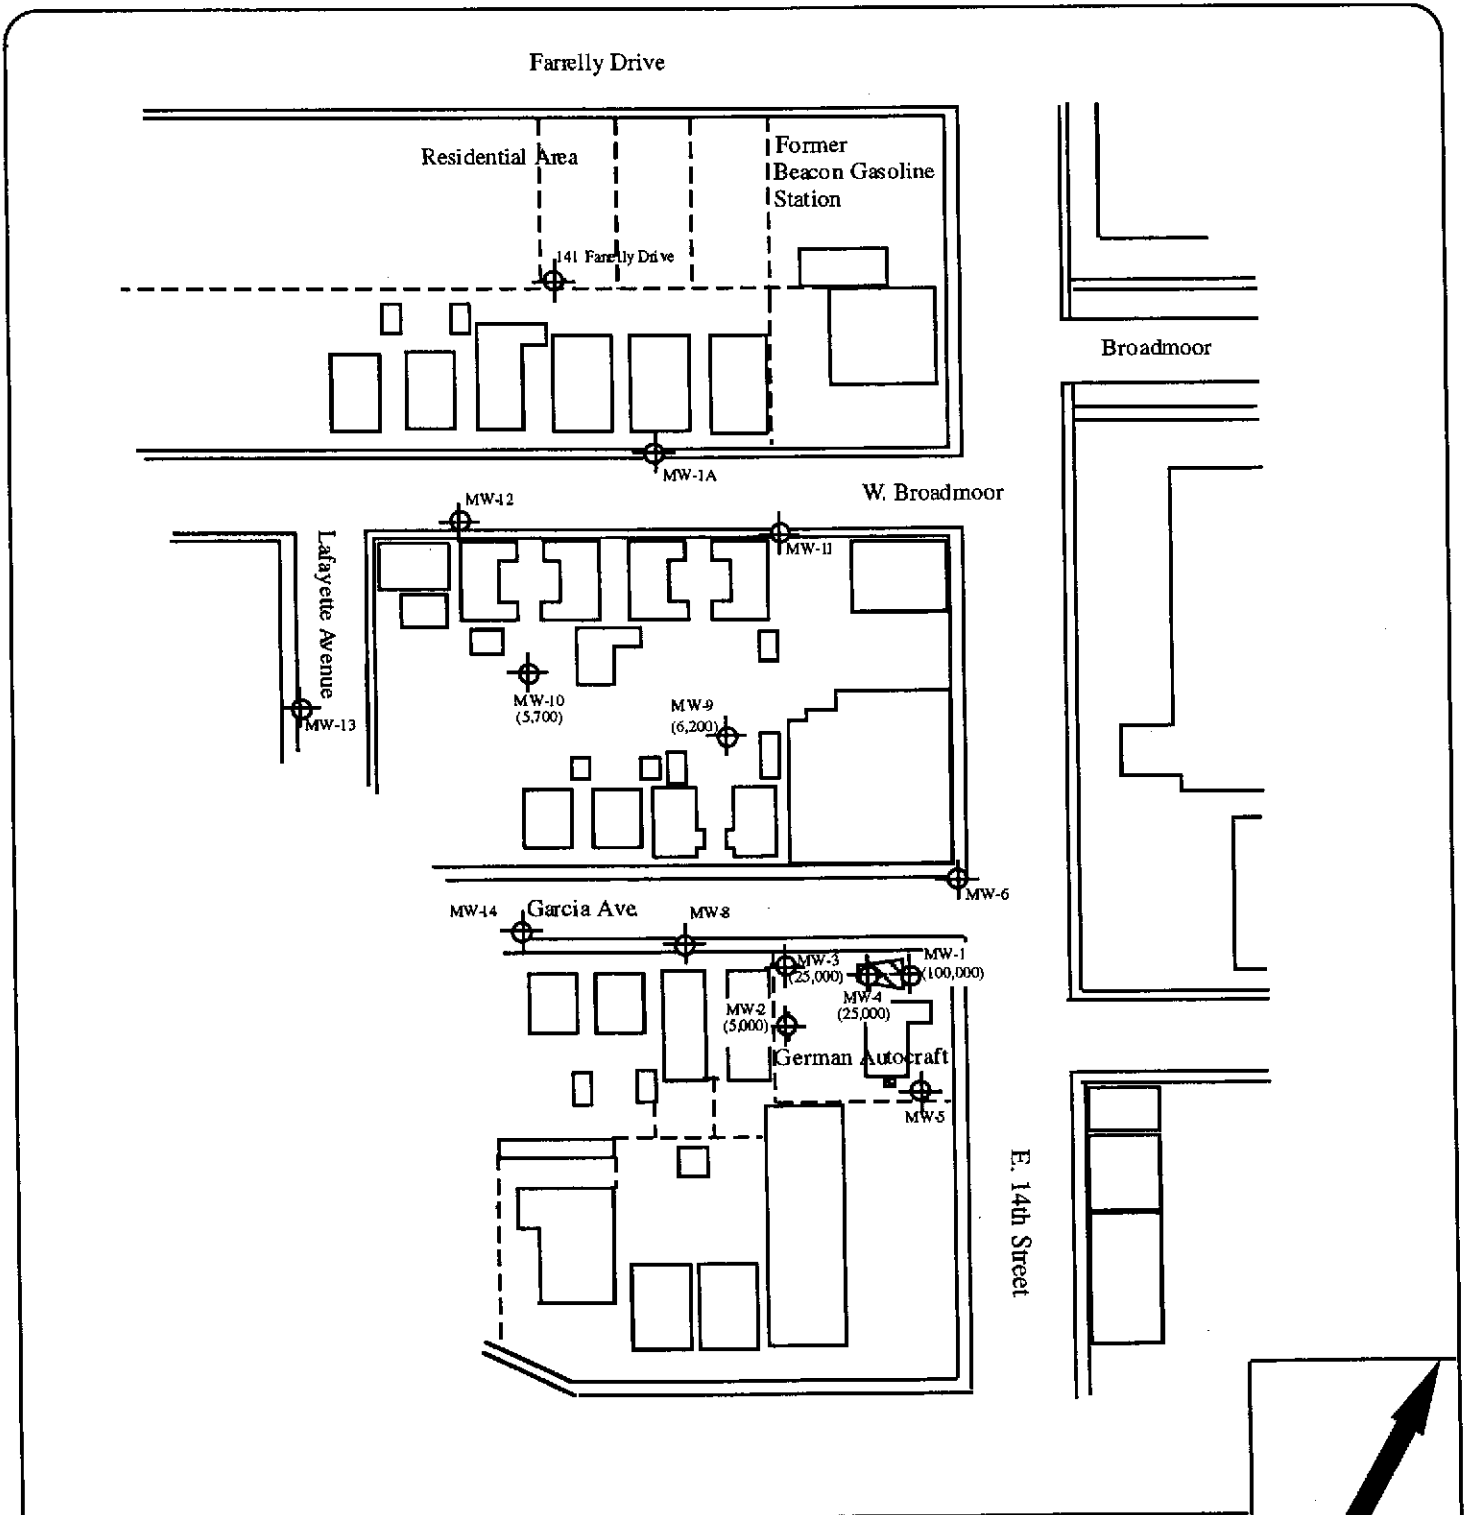 Farrelly Drive
Residential Area
Former
Beacon Gasoline
Station
141 Farrelly Drive
Broadmoor
MW-1A
W. Broadmoor
MW-12
MW-11
Lafayette Avenue
MW-10
(5,700)
MW-9
(6,200)
MW-13
MW-6
MW-14
Garcia Ave.
MW-8
MW-3
(25,000)
MW-1
(100,000)
MW-4
(25,000)
MW-2
(5,000)
German Autocraft
MW-5
E. 14th Street